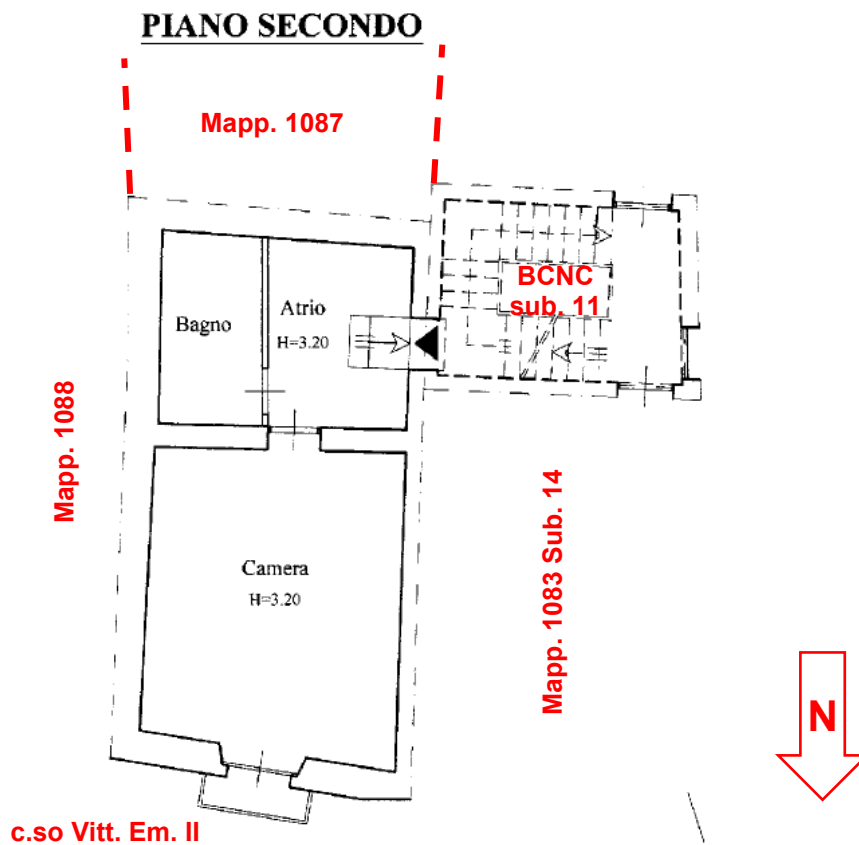 PIANO SECONDO
Mapp. 1087
BCNC
sub. 11
Atrio
Bagno
H=3.20
Mapp. 1088
Mapp. 1083 Sub. 14
Camera
H=3.20
N
c.so Vitt. Em. II